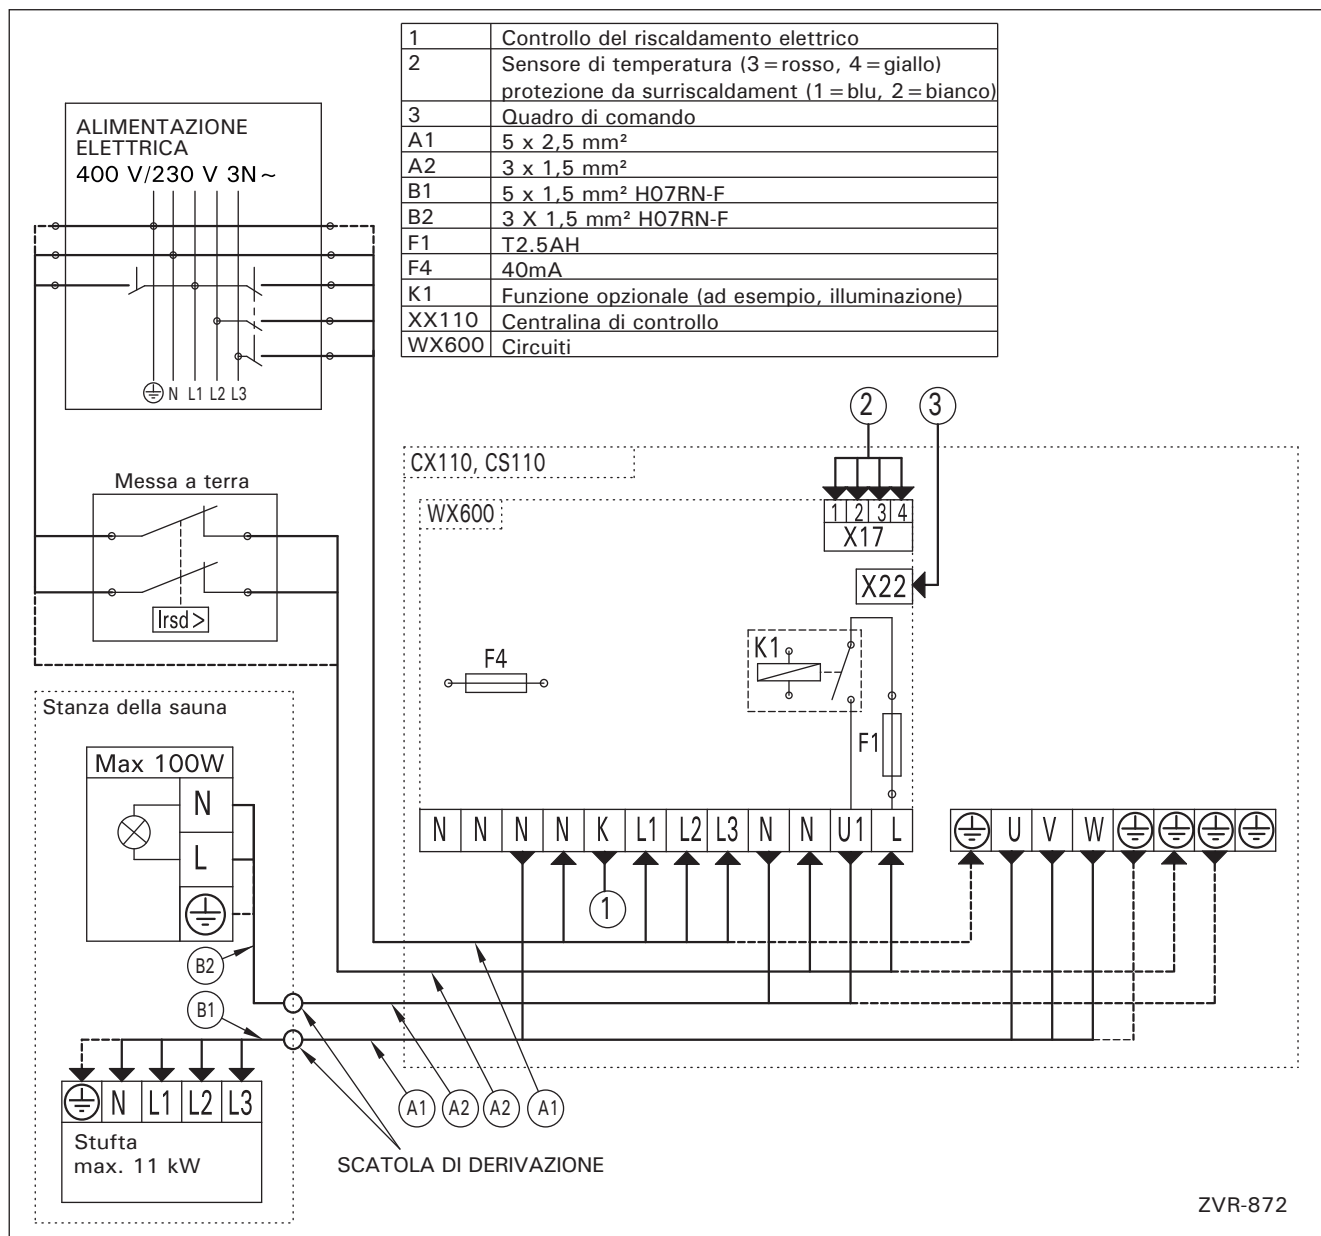 1 Controllo del riscaldamento elettrico
2 Sensore di temperatura (3=rosso, 4=giallo)
protezione da surriscaldament (1=blu, 2=bianco)
3 Quadro di comando
A1 5 x 2,5 mm²
A2 3 x 1,5 mm²
B1 5 x 1,5 mm² H07RN-F
B2 3 X 1,5 mm² H07RN-F
F1 T2.5AH
F4 40mA
K1 Funzione opzionale (ad esempio, illuminazione)
XX110 Centralina di controllo
WX600 Circuiti
ALIMENTAZIONE
ELETTRICA
400 V/230 V 3N~
N L1 L2 L3
2 3
CX110, CS110
Messa a terra
WX600
1 2 3 4
X17
X22
Irsd>
K1
F4
F1
Stanza della sauna
Max 100W
N
L
N N N N K L1 L2 L3 N N U1 L
U V W
1
B2
B1
N L1 L2 L3
A1 A2 A2 A1
Stufta
max. 11 kW
SCATOLA DI DERIVAZIONE
ZVR-872